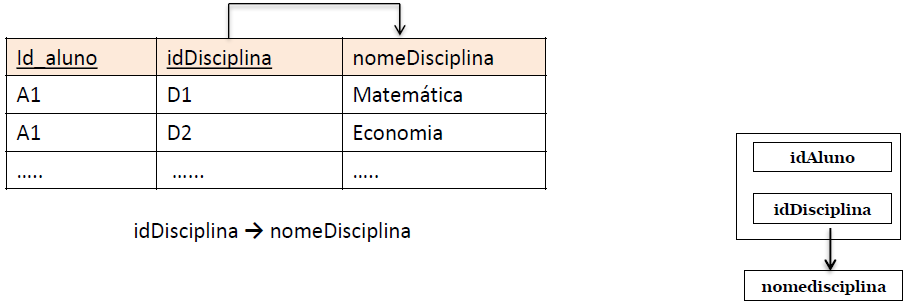 Id_aluno idDisciplina nomeDisciplina
A1 D1 Matemática
A1 D2 Economia
..... ...... .....
idDisciplina → nomeDisciplina
idAluno
idDisciplina
nomedisciplina